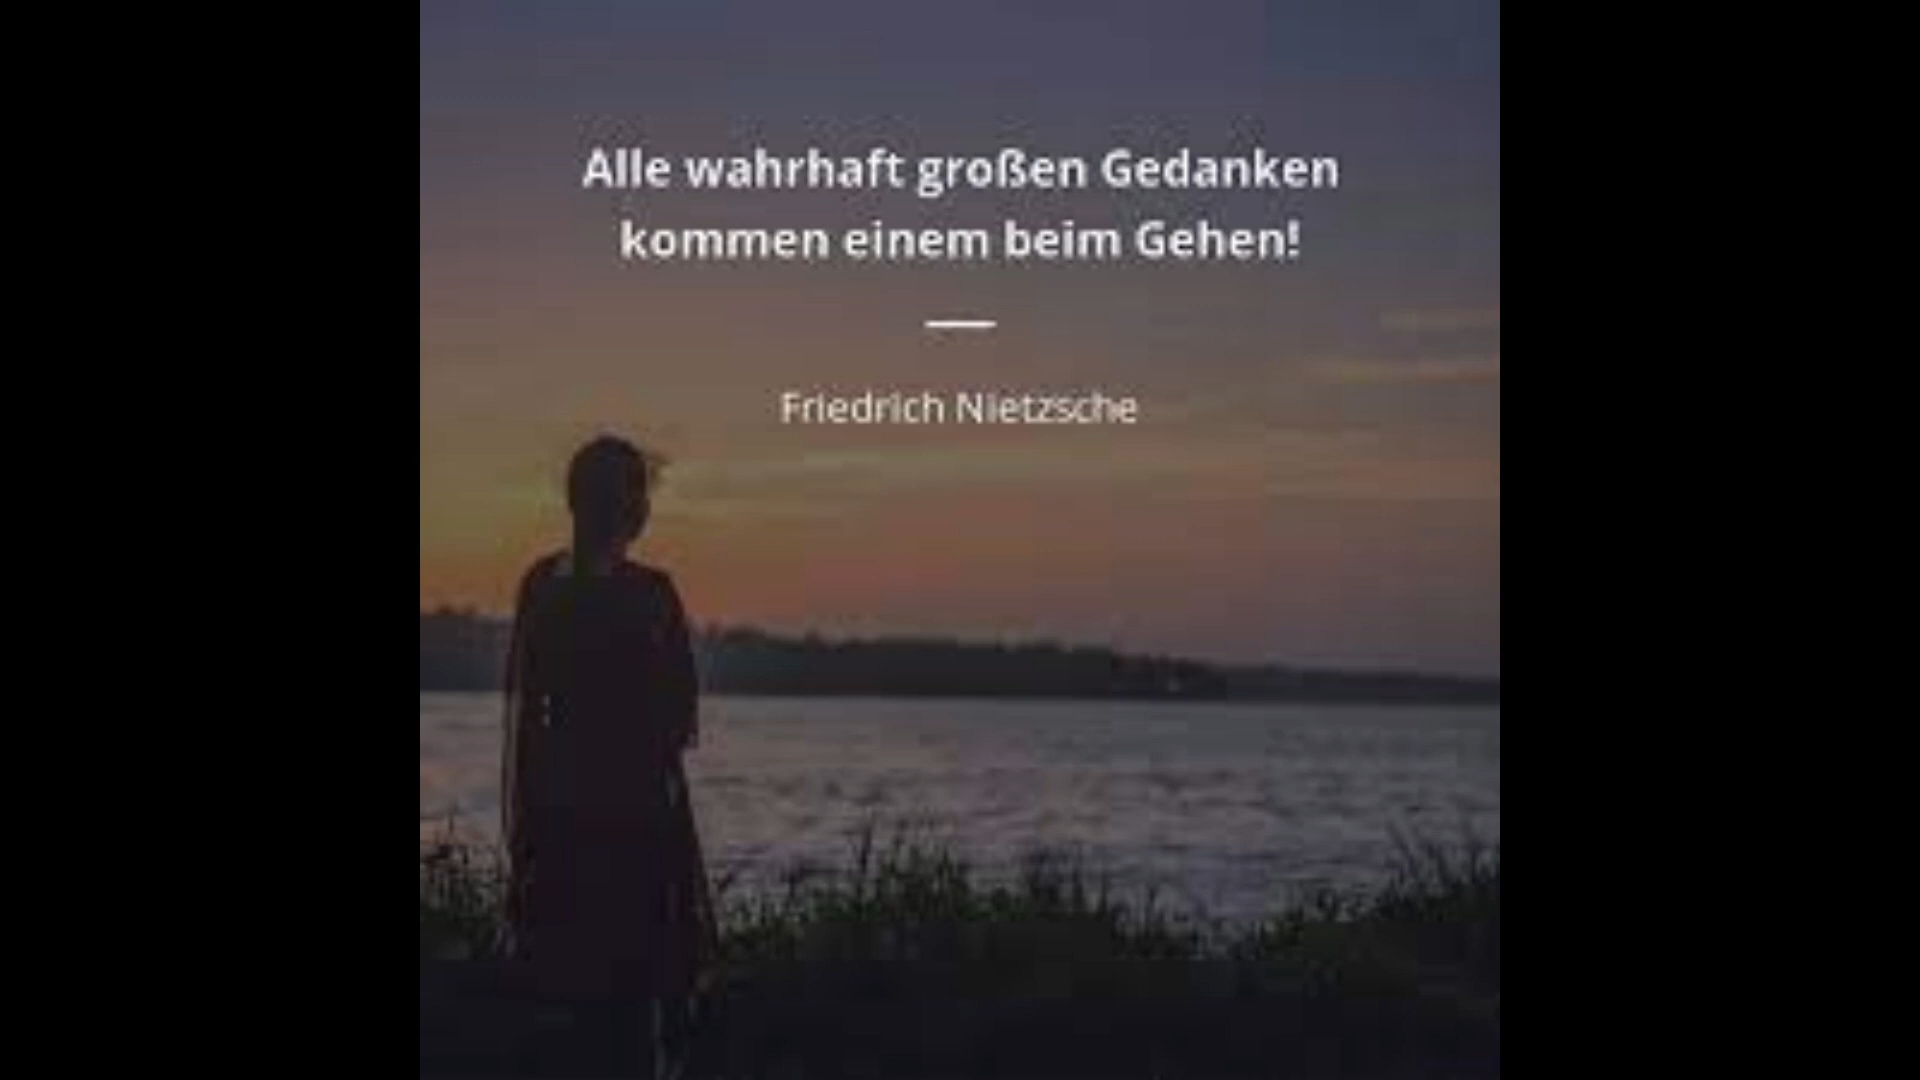 Alle wahrhaft großen Gedanken
kommen einem beim Gehen!
Friedrich Nietzsche